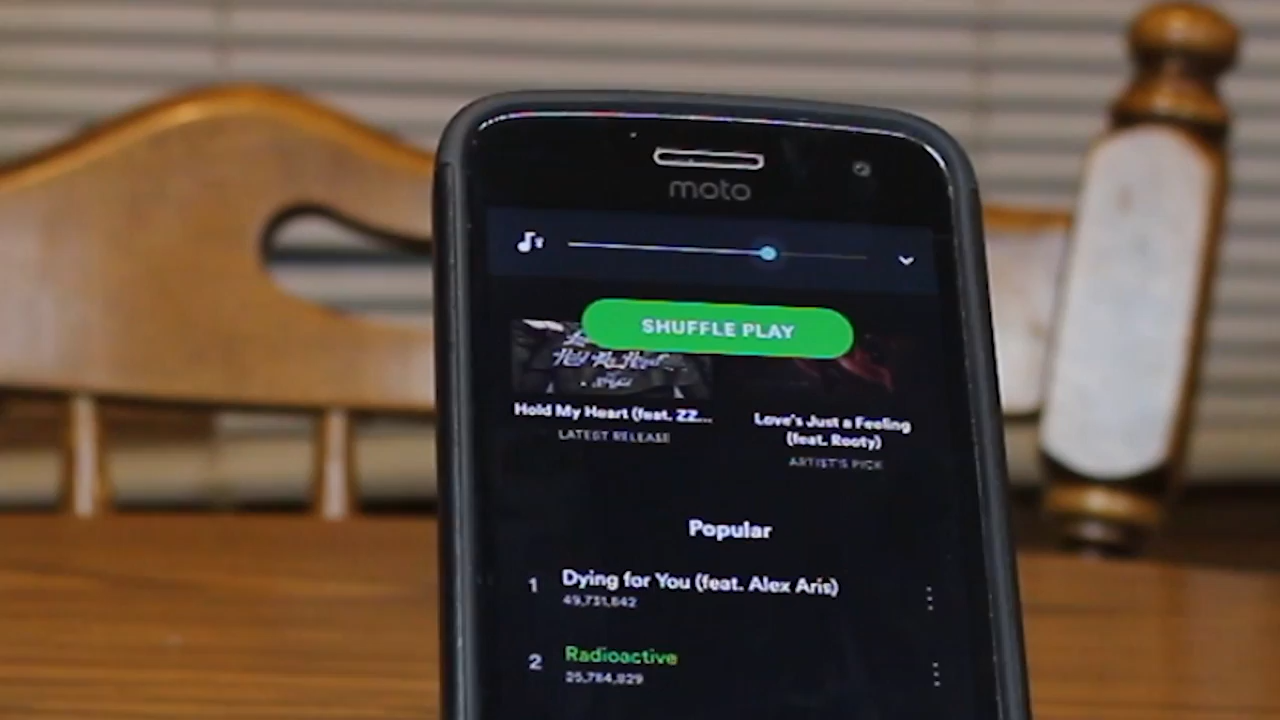 moto
SHUFFLE PLAY
Hold My Heart (feat. ZZ...
LATEST RELEASE
Love's Just a Feeling
(feat. Rooty)
ARTIST'S PICK
Popular
1
Dying for You (feat. Alex Aris)
49,731,842
2
Radioactive
25,784,829